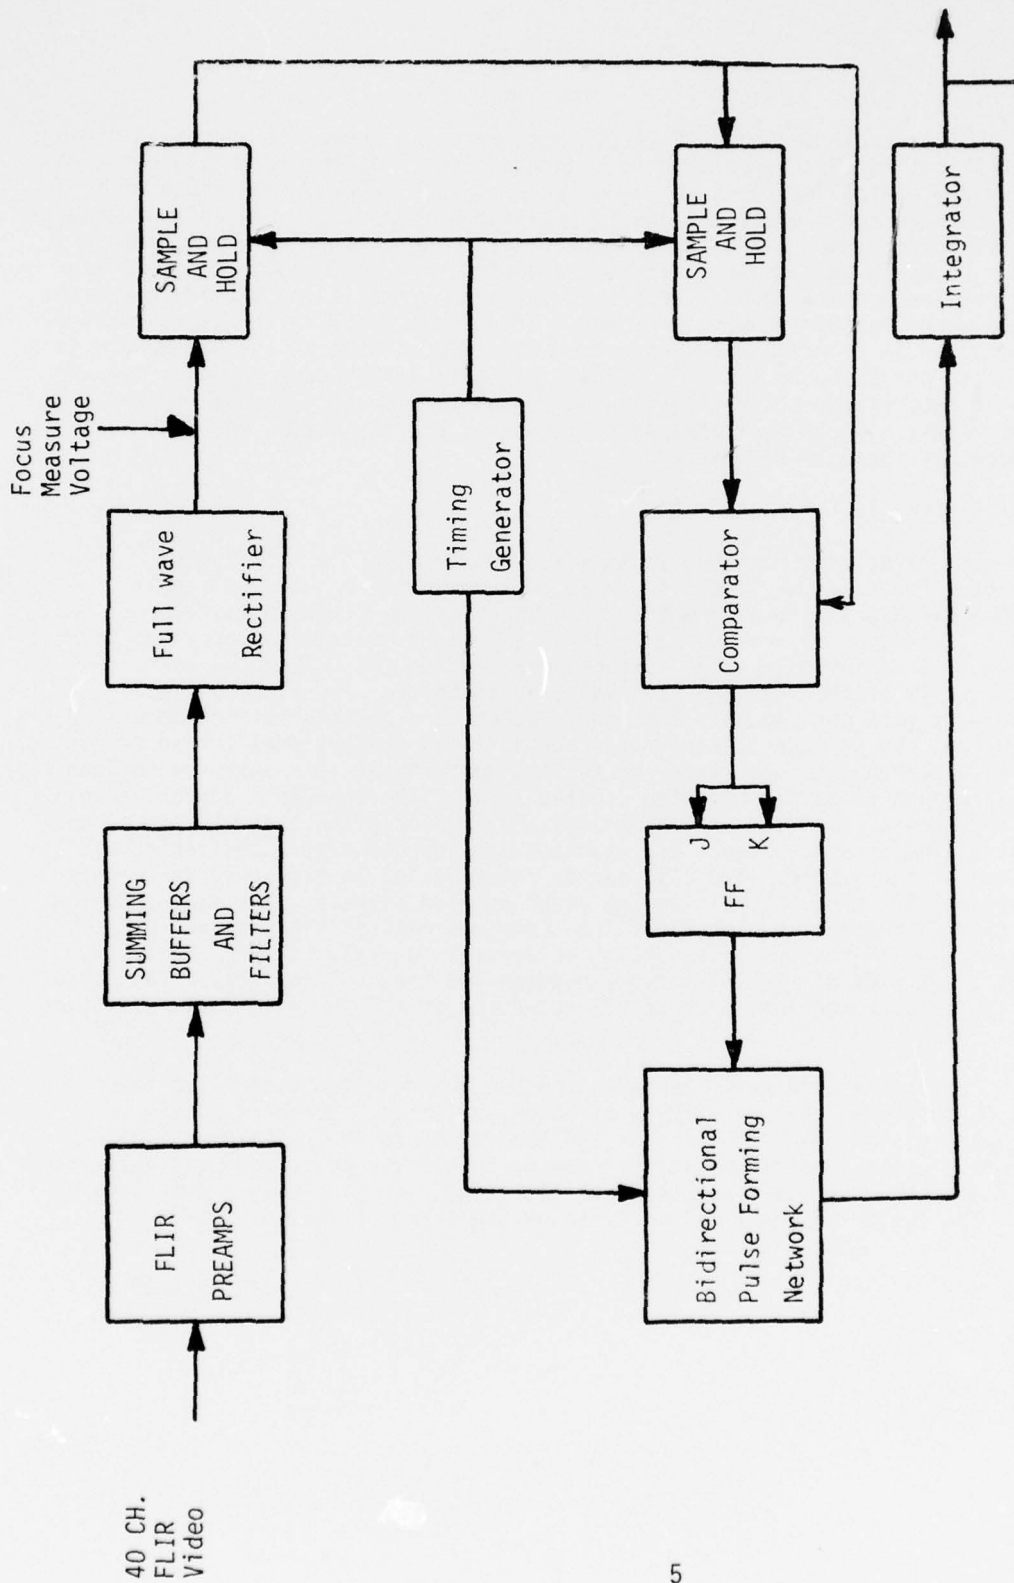 40 CH.
FLIR
Video
FLIR
PREAMPS
SUMMING
BUFFERS
AND
FILTERS
Full wave
Rectifier
Focus
Measure
Voltage
SAMPLE
AND
HOLD
Timing
Generator
SAMPLE
AND
HOLD
Comparator
J
K
FF
Bidirectional
Pulse Forming
Network
Integrator
5